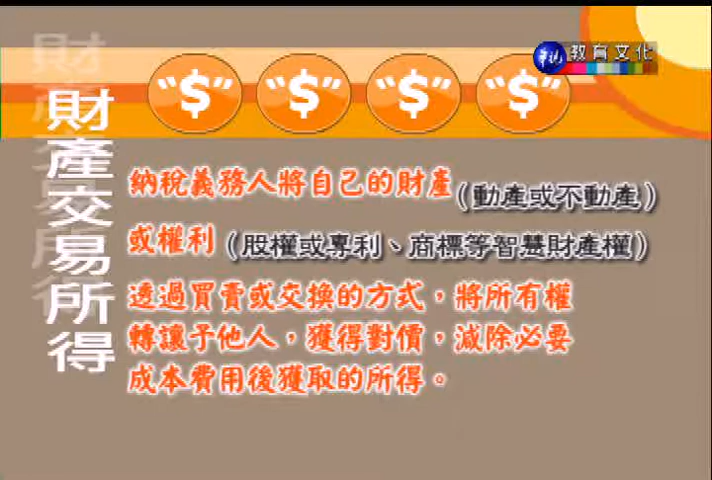 華視 教育文化
“$” “$” “$” “$”
財產交易所得
納稅義務人將自己的財產(動產或不動產)
或權利(股權或專利、商標等智慧財產權)
透過買賣或交換的方式，將所有權
轉讓予他人，獲得對價，減除必要
成本費用後獲取的所得。